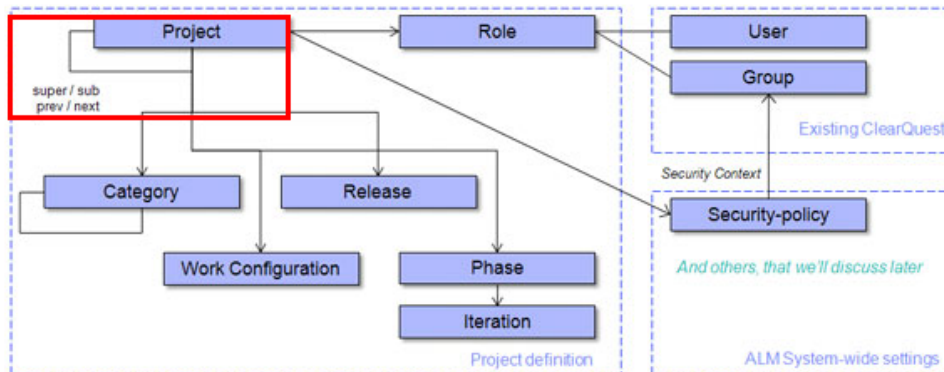 Project
Role
User
Group
super / sub
prev / next
Existing ClearQuest
Security Context
Category
Release
Security-policy
Work Configuration
Phase
And others, that we'll discuss later
Iteration
Project definition
ALM System-wide settings